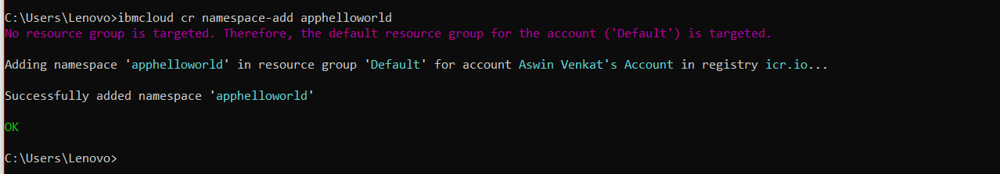 C:\Users\Lenovo>ibmcloud cr namespace-add apphelloworld
No resource group is targeted. Therefore, the default resource group for the account ('Default') is targeted.
Adding namespace 'apphelloworld' in resource group 'Default' for account Aswin Venkat's Account in registry icr.io...
Successfully added namespace 'apphelloworld'
OK
C:\Users\Lenovo>